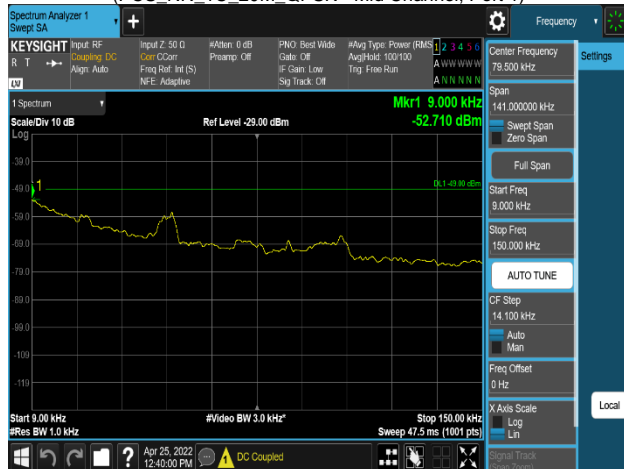 Spectrum Analyzer 1
Swept SA
Frequency
KEYSIGHT
R T
Input: RF
Coupling: DC
Align: Auto
Input Z: 50 Ω
Corr CCorr
Freq Ref: Int (S)
NFE: Adaptive
#Atten: 0 dB
Preamp: Off
PNO: Best Wide
Gate: Off
IF Gain: Low
Sig Track: Off
#Avg Type: Power (RMS
Avg|Hold: 100/100
Trig: Free Run
1 2 3 4 5 6
A W W W W W
A N N N N N
1 Spectrum
Scale/Div 10 dB
Log
Ref Level -29.00 dBm
Mkr1 9.000 kHz
-52.710 dBm
-39.0
-49.0
-59.0
-69.0
-79.0
-89.0
-99.0
-109
-119
1
DL1 -49.00 dBm
Start 9.00 kHz
#Res BW 1.0 kHz
#Video BW 3.0 kHz*
Stop 150.00 kHz
Sweep 47.5 ms (1001 pts)
Center Frequency
79.500 kHz
Span
141.000000 kHz
Swept Span
Zero Span
Full Span
Start Freq
9.000 kHz
Stop Freq
150.000 kHz
AUTO TUNE
CF Step
14.100 kHz
Auto
Man
Freq Offset
0 Hz
X Axis Scale
Log
Lin
Signal Track
(Span Zoom)
Settings
Local
?
Apr 25, 2022
12:40:00 PM
DC Coupled